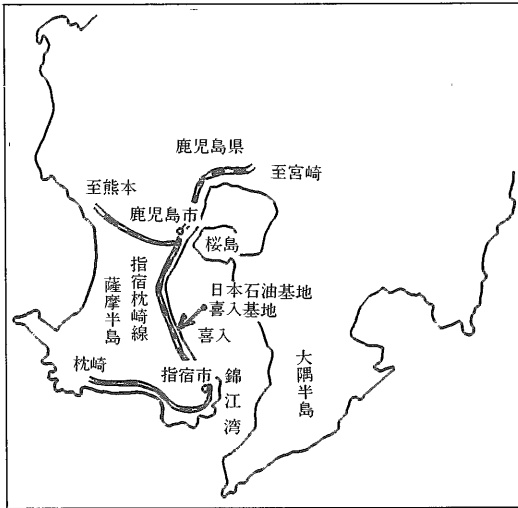 鹿児島県
至宮崎
至熊本
鹿児島市
桜島
指宿枕崎線
薩摩半島
日本石油基地
喜入基地
喜入
枕崎
指宿市
錦江湾
大隅半島